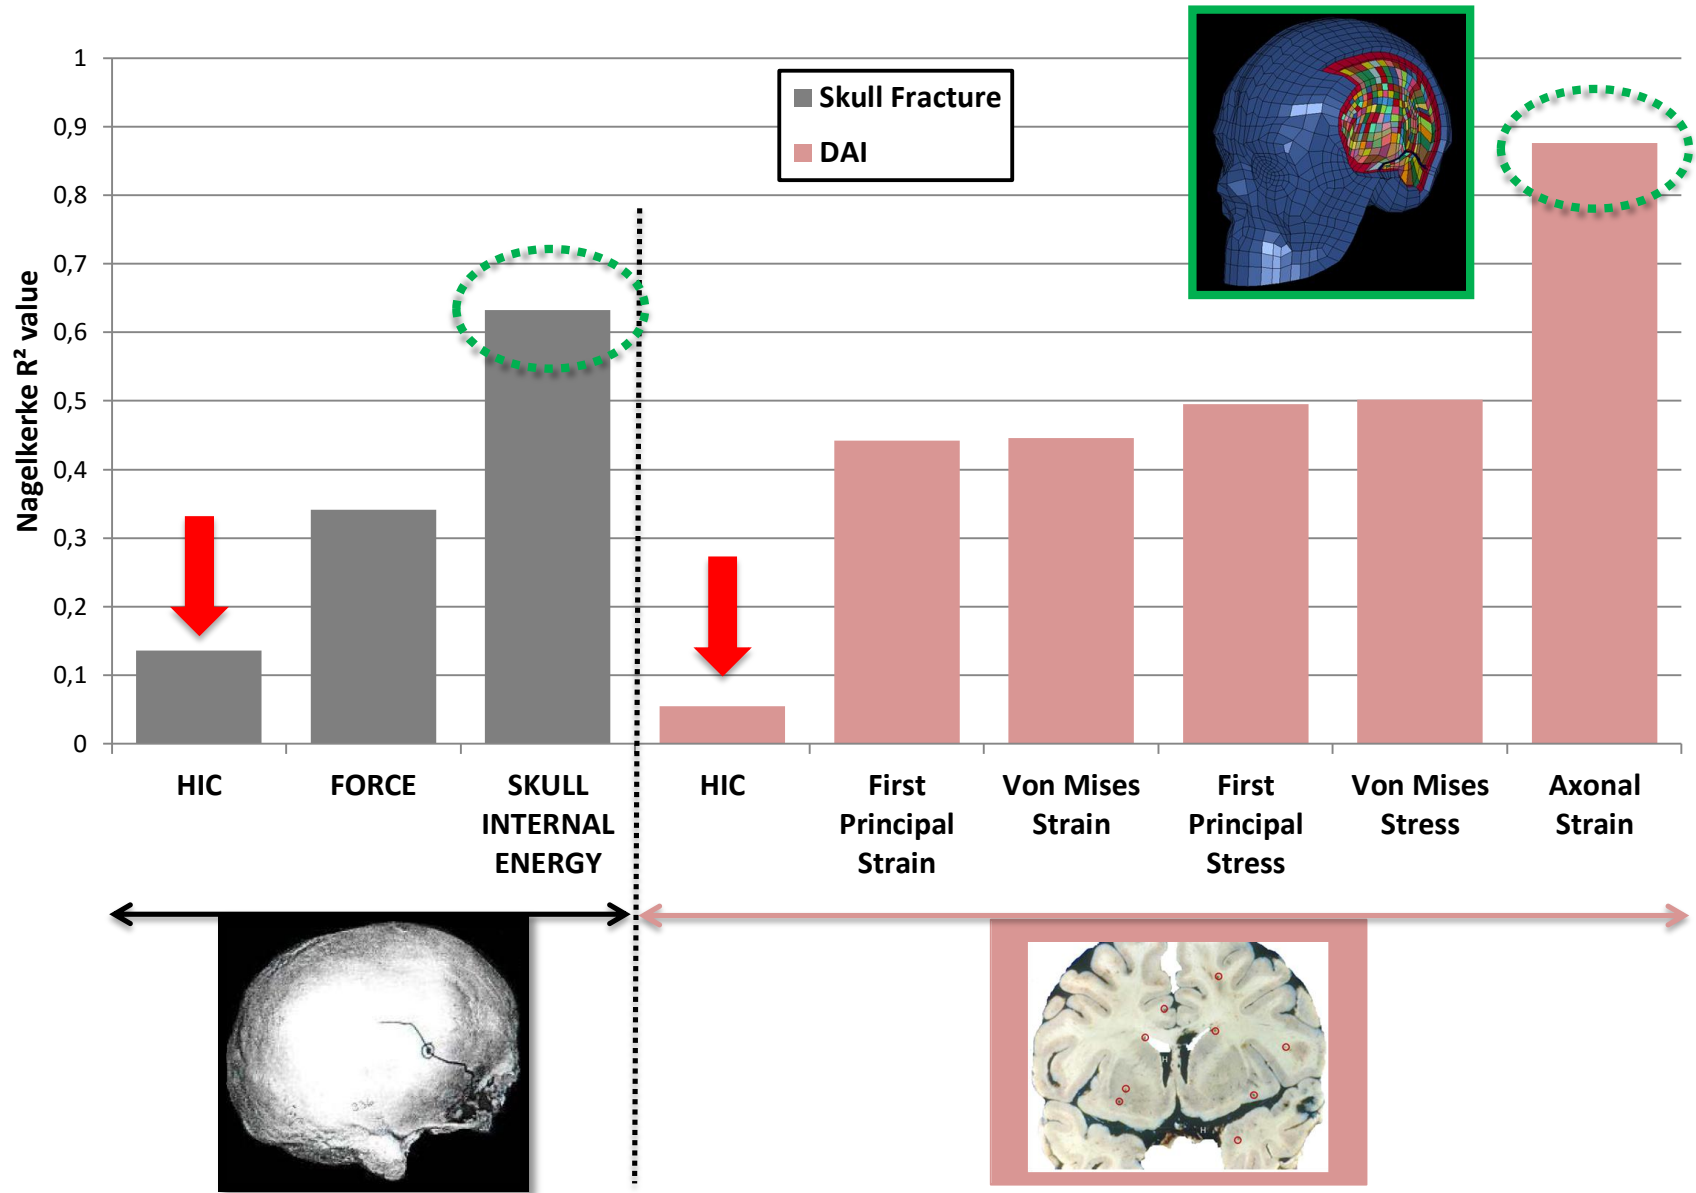 1
0,9
0,8
0,7
0,6
0,5
0,4
0,3
0,2
0,1
0
Nagelkerke R² value
Skull Fracture
DAI
HIC
FORCE
SKULL
INTERNAL
ENERGY
HIC
First
Principal
Strain
Von Mises
Strain
First
Principal
Stress
Von Mises
Stress
Axonal
Strain
H
H